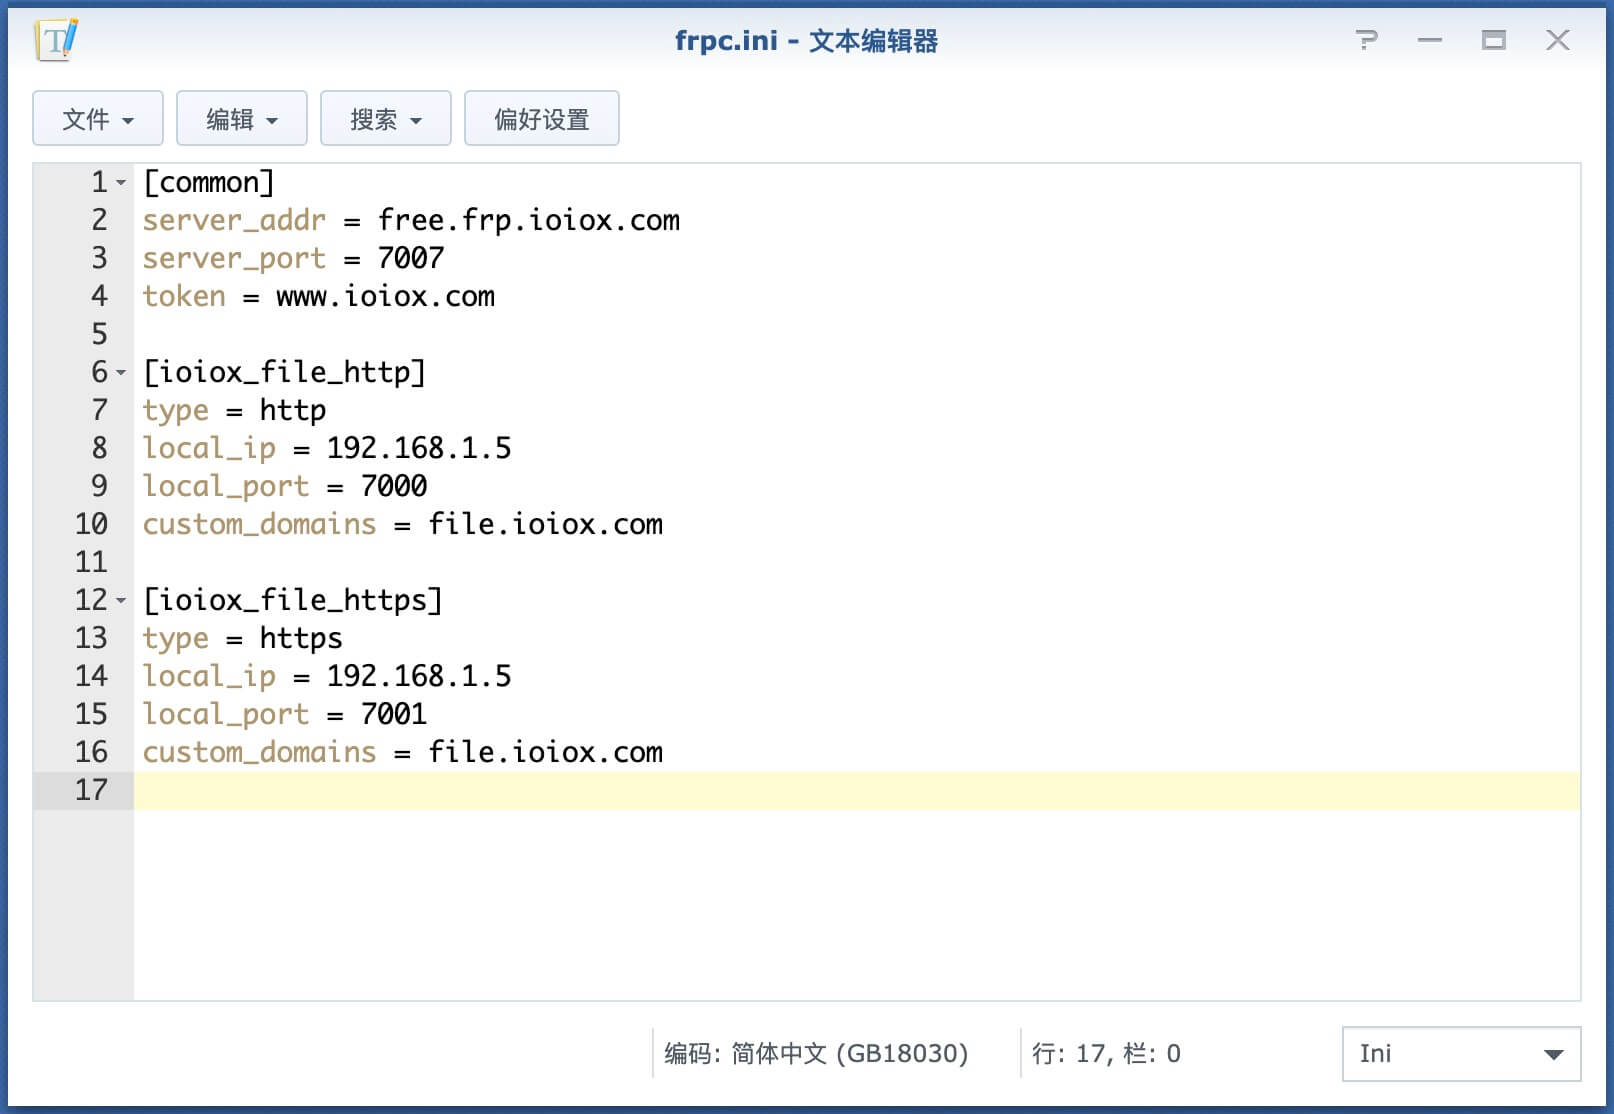 frpc.ini - 文本编辑器
文件 编辑 搜索 偏好设置
1 [common]
2 server_addr = free.frp.ioiox.com
3 server_port = 7007
4 token = www.ioiox.com
5
6 [ioiox_file_http]
7 type = http
8 local_ip = 192.168.1.5
9 local_port = 7000
10 custom_domains = file.ioiox.com
11
12 [ioiox_file_https]
13 type = https
14 local_ip = 192.168.1.5
15 local_port = 7001
16 custom_domains = file.ioiox.com
17
编码: 简体中文 (GB18030) 行: 17, 栏: 0 Ini